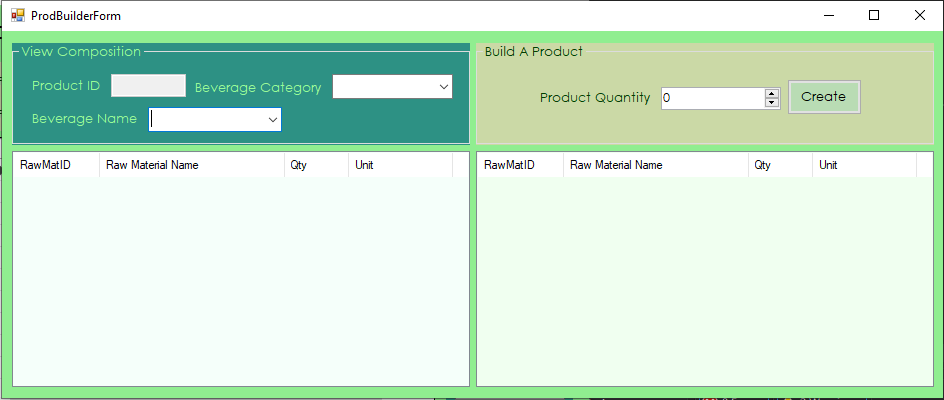 ProdBuilderForm
View Composition
Product ID
Beverage Category
Beverage Name
Build A Product
Product Quantity 0 Create
RawMatID Raw Material Name Qty Unit
RawMatID Raw Material Name Qty Unit